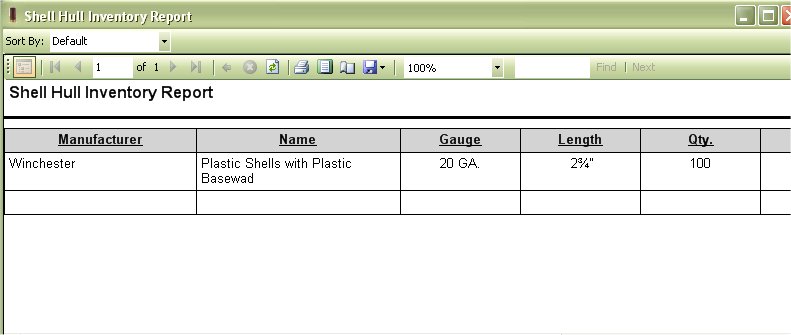 Shell Hull Inventory Report
Sort By: Default
1 of 1 100% Find | Next
Shell Hull Inventory Report
Manufacturer Name Gauge Length Qty.
Winchester Plastic Shells with Plastic 20 GA. 2¾" 100
Basewad